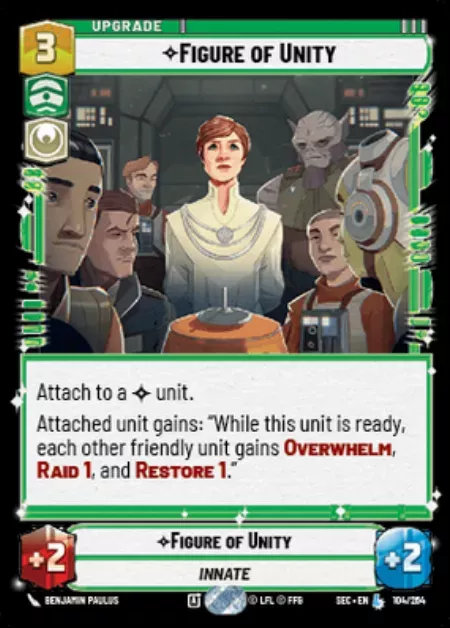 UPGRADE
3
✧FIGURE OF UNITY
Attach to a ✧ unit.
Attached unit gains: “While this unit is ready,
each other friendly unit gains OVERWHELM,
RAID 1, and RESTORE 1.”
+2
✧FIGURE OF UNITY
+2
INNATE
BENJAMIN PAULUS
A
© LFL © FFG
SEC • EN
104/264